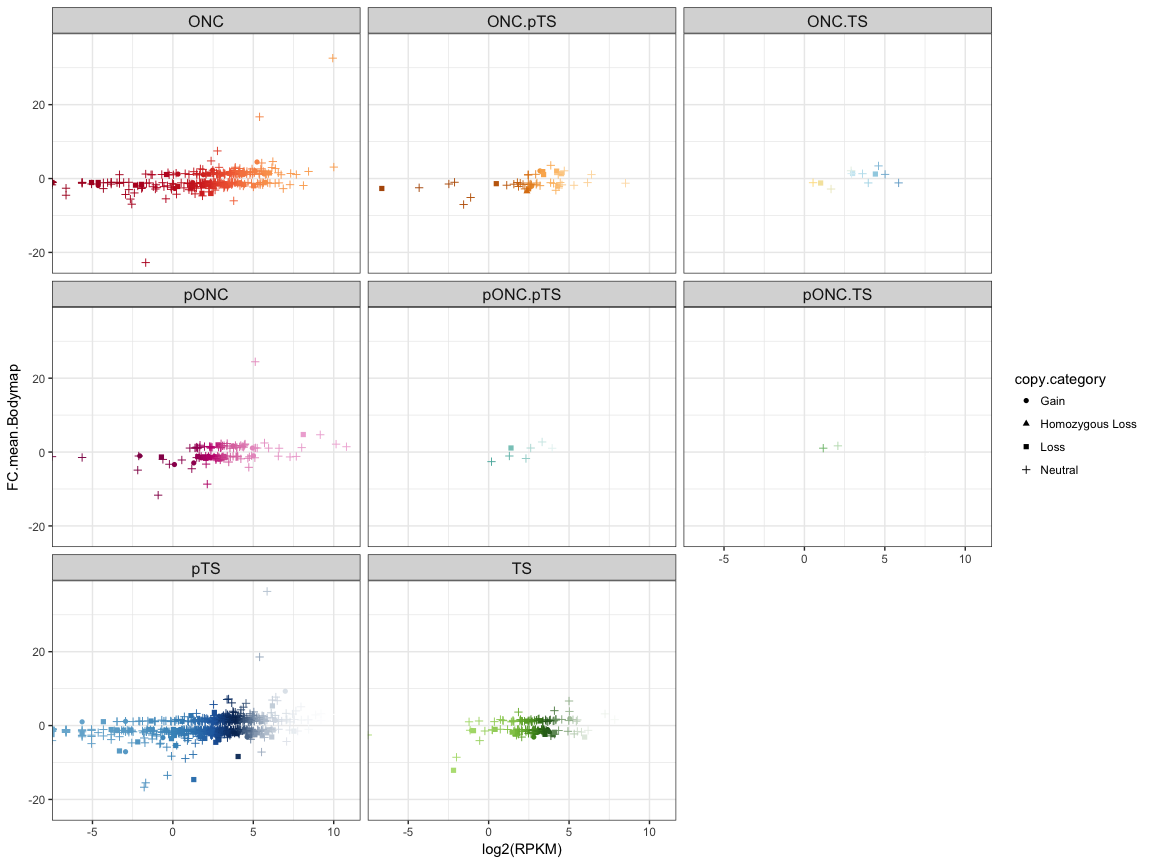 ONC ONC.pTS ONC.TS
20
0
-20
pONC pONC.pTS pONC.TS
20
0
-20
FC.mean.Bodymap
copy.category
Gain
Homozygous Loss
Loss
Neutral
-5 0 5 10
pTS TS
20
0
-20
-5 0 5 10 -5 0 5 10
log2(RPKM)